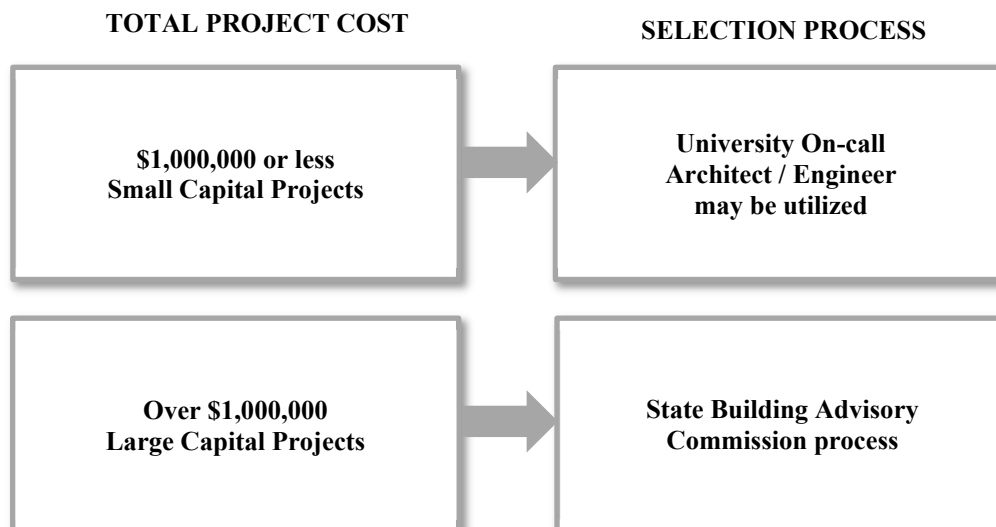 TOTAL PROJECT COST
SELECTION PROCESS
$1,000,000 or less
Small Capital Projects
University On-call
Architect / Engineer
may be utilized
Over $1,000,000
Large Capital Projects
State Building Advisory
Commission process